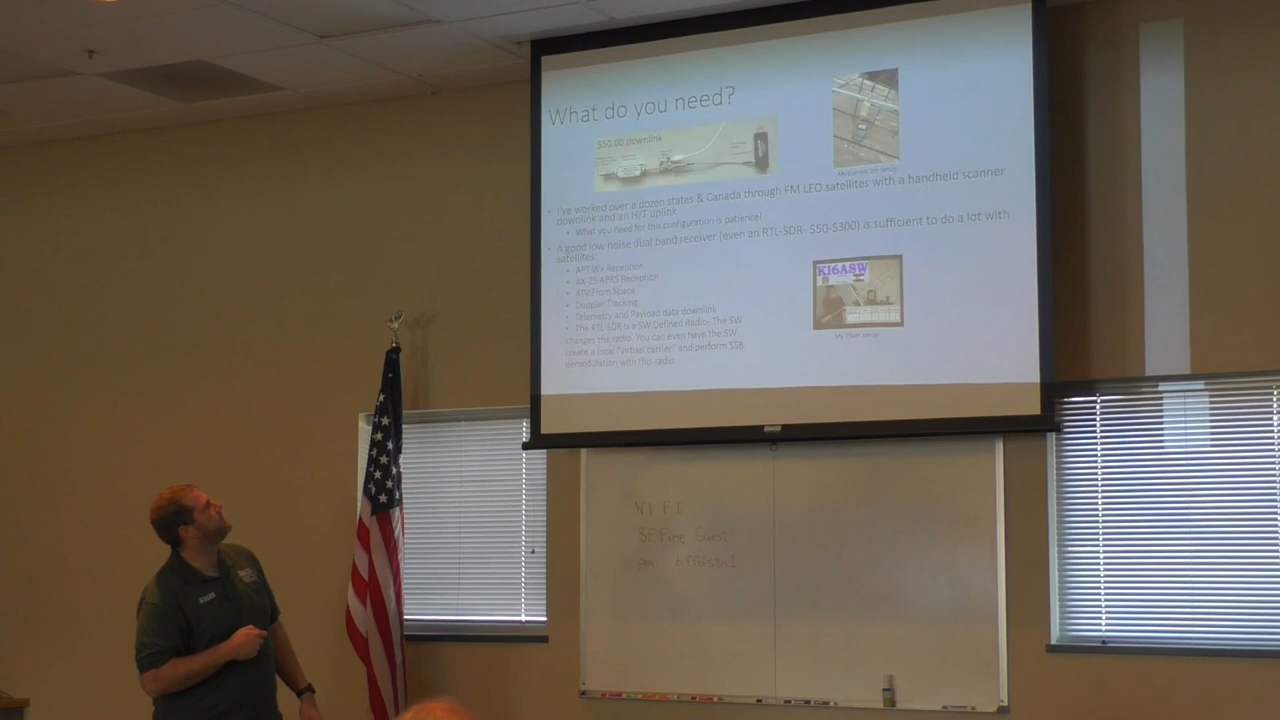 What do you need?
$50.00 downlink
• I've worked over a dozen states & Canada through FM LEO satellites with a handheld scanner
downlink and an H/T uplink
• What you need for this configuration is patience!
• A good low noise dual band receiver (even an RTL-SDR- $50-$300) is sufficient to do a lot with
satellites:
• APT Wx Reception
• AX-25 APRS Reception
• ATV From Space
• Doppler Tracking
• Telemetry and Payload data downlink
• The RTL-SDR is a SW Defined Radio- The SW
changes the radio. You can even have the SW
create a local "virtual carrier" and perform SSB
demodulation with this radio
KI6ASW
WI FI
BFFire Guest